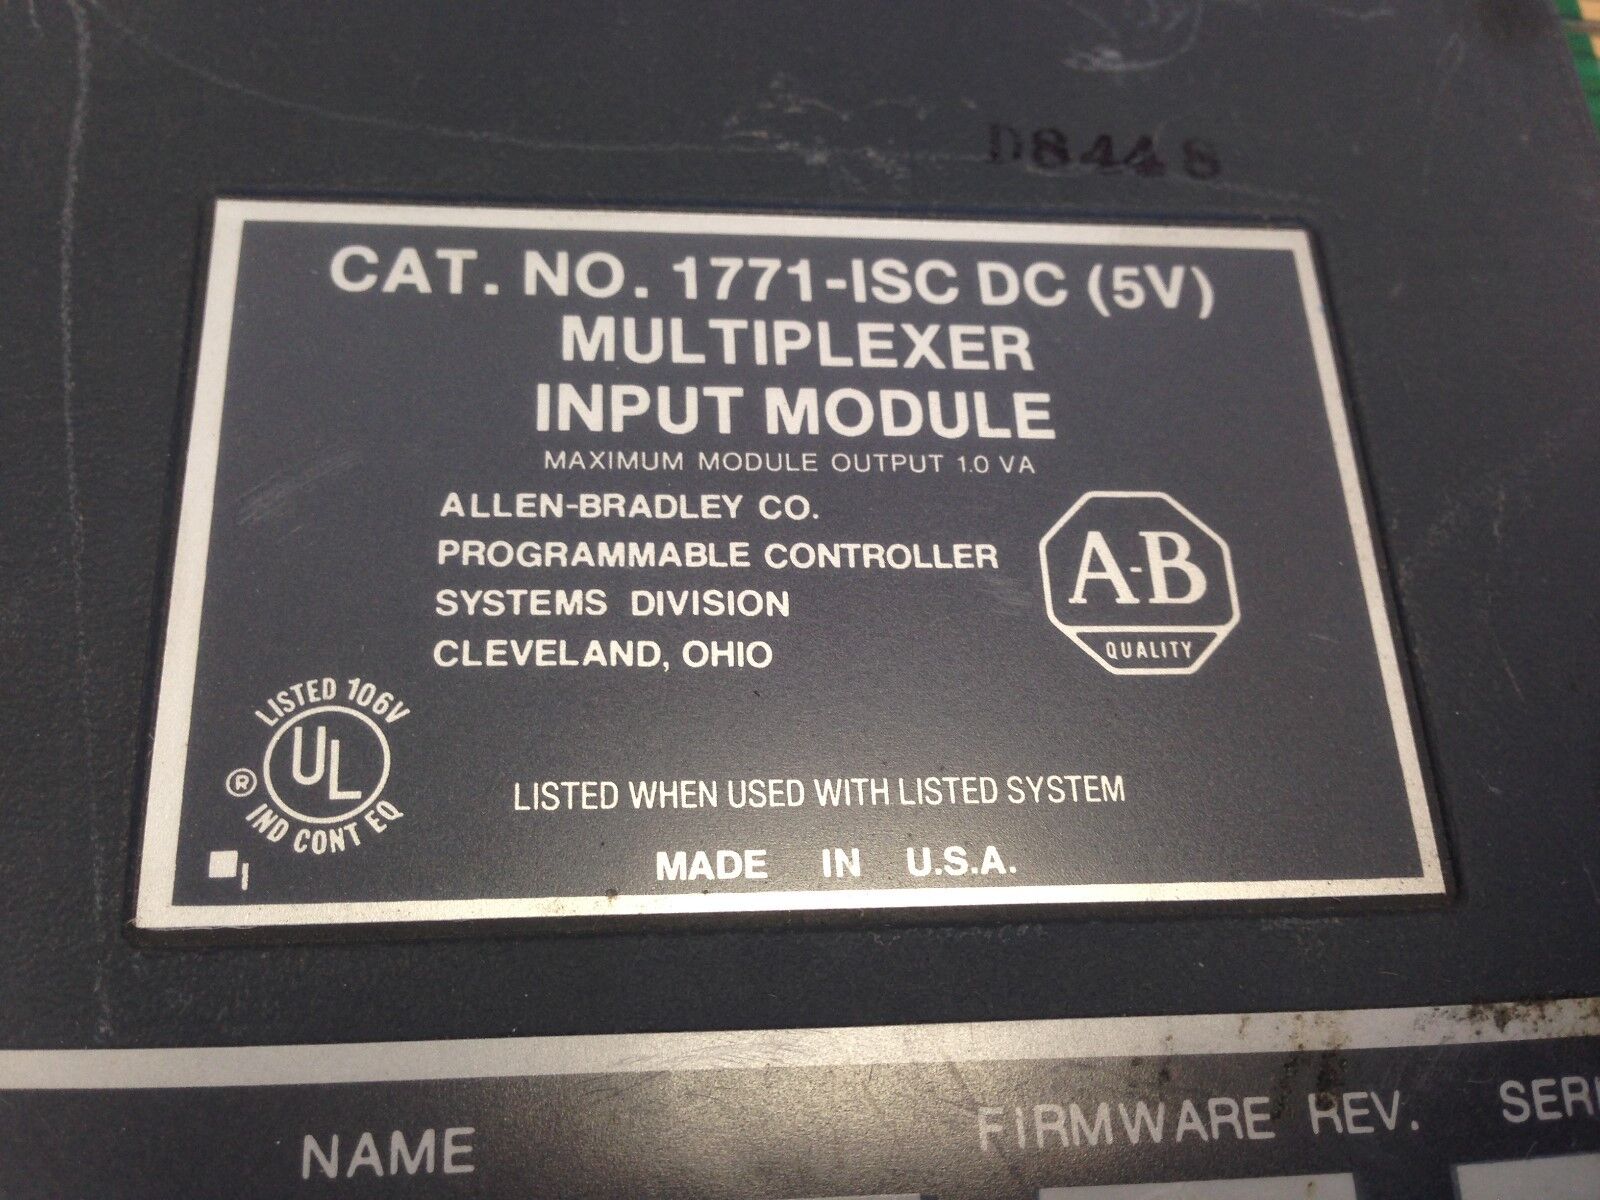 D8448
CAT. NO. 1771-ISC DC (5V)
MULTIPLEXER
INPUT MODULE
MAXIMUM MODULE OUTPUT 1.0 VA
ALLEN-BRADLEY CO.
PROGRAMMABLE CONTROLLER
SYSTEMS DIVISION
CLEVELAND, OHIO
A-B
QUALITY
LISTED 106V
UL
®
IND CONT EQ
LISTED WHEN USED WITH LISTED SYSTEM
MADE IN U.S.A.
NAME
FIRMWARE REV.
SERI